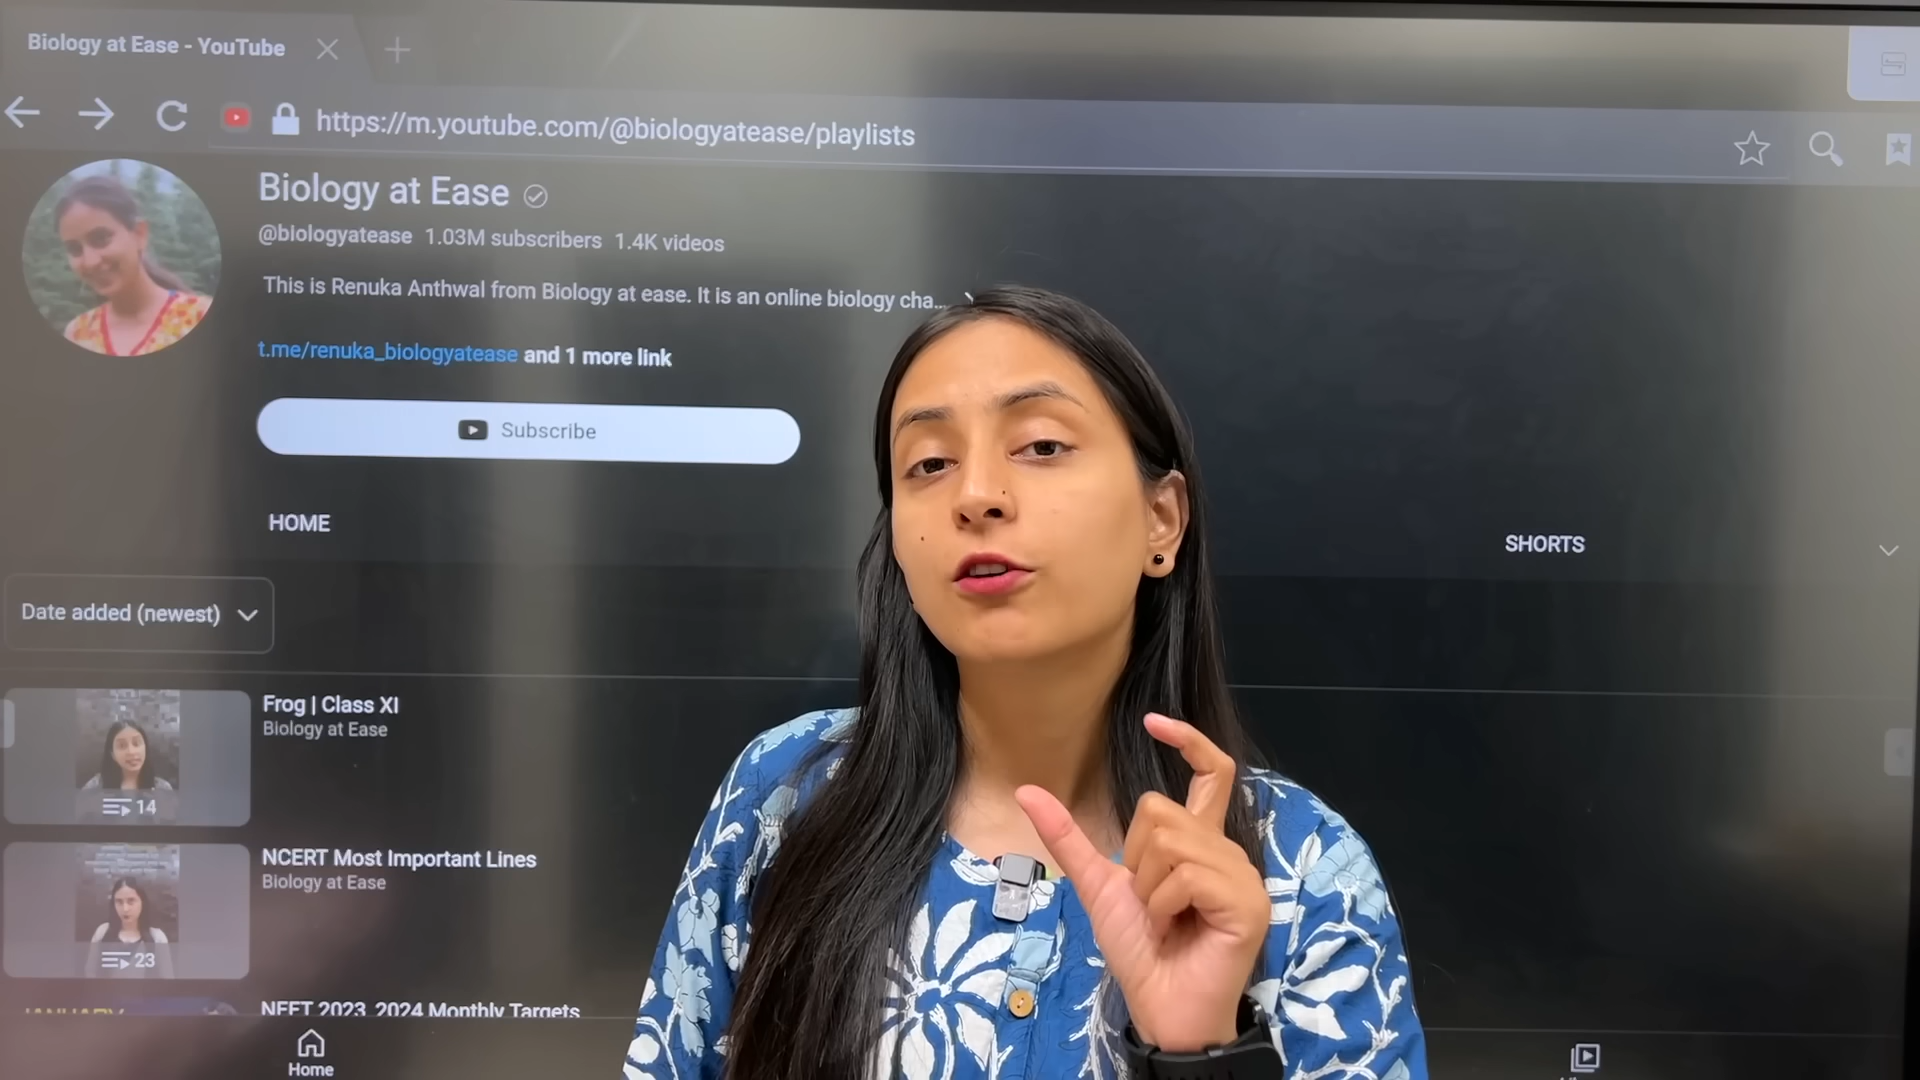 Biology at Ease - YouTube
https://m.youtube.com/@biologyatease/playlists
Biology at Ease
@biologyatease 1.03M subscribers 1.4K videos
This is Renuka Anthwal from Biology at ease. It is an online biology cha...
t.me/renuka_biologyatease and 1 more link
Subscribe
HOME
SHORTS
Date added (newest)
Frog | Class XI
Biology at Ease
14
NCERT Most Important Lines
Biology at Ease
23
JANUARY
NEET 2023, 2024 Monthly Targets
Home